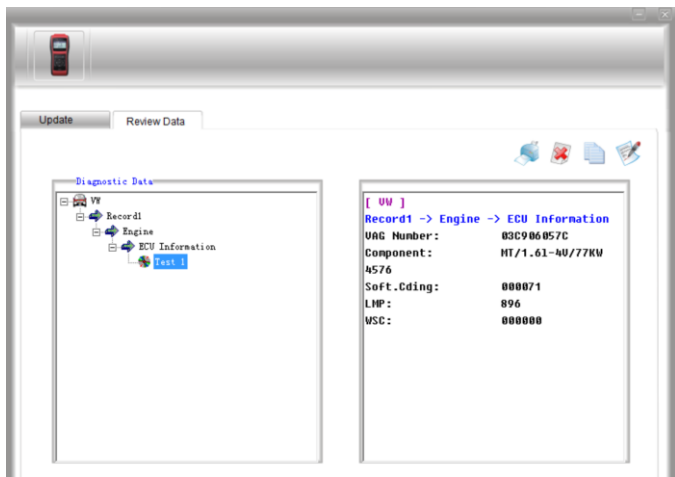 Update
Review Data
Diagnostic Data
VW
Record1
Engine
ECU Information
Test 1
[ VW ]
Record1 -> Engine -> ECU Information
VAG Number: 03C906057C
Component: MT/1.6l-4V/77KW
4576
Soft.Cding: 000071
LMP: 896
WSC: 000000